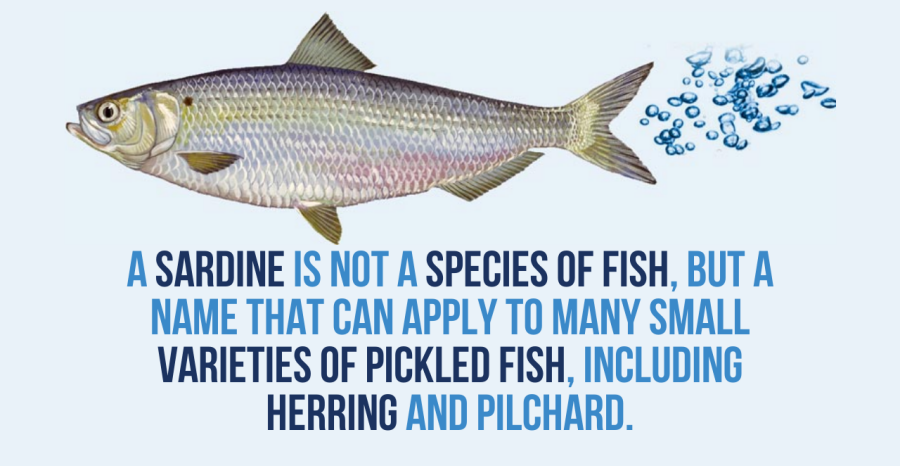 A SARDINE IS NOT A SPECIES OF FISH, BUT A
NAME THAT CAN APPLY TO MANY SMALL
VARIETIES OF PICKLED FISH, INCLUDING
HERRING AND PILCHARD.